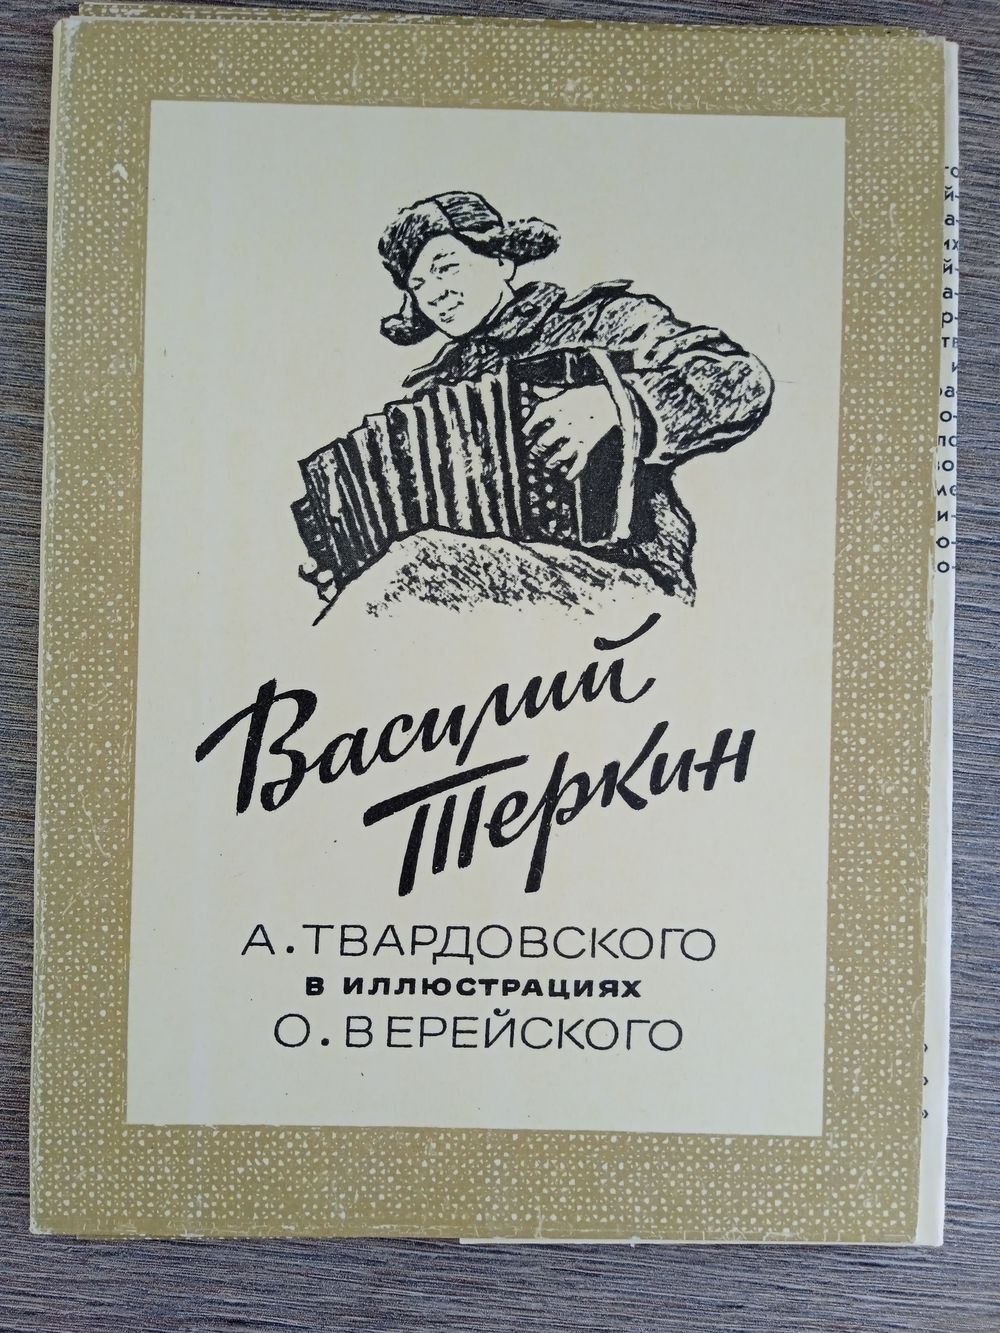 Василий
Теркин
А. ТВАРДОВСКОГО
В ИЛЛЮСТРАЦИЯХ
О. ВЕРЕЙСКОГО